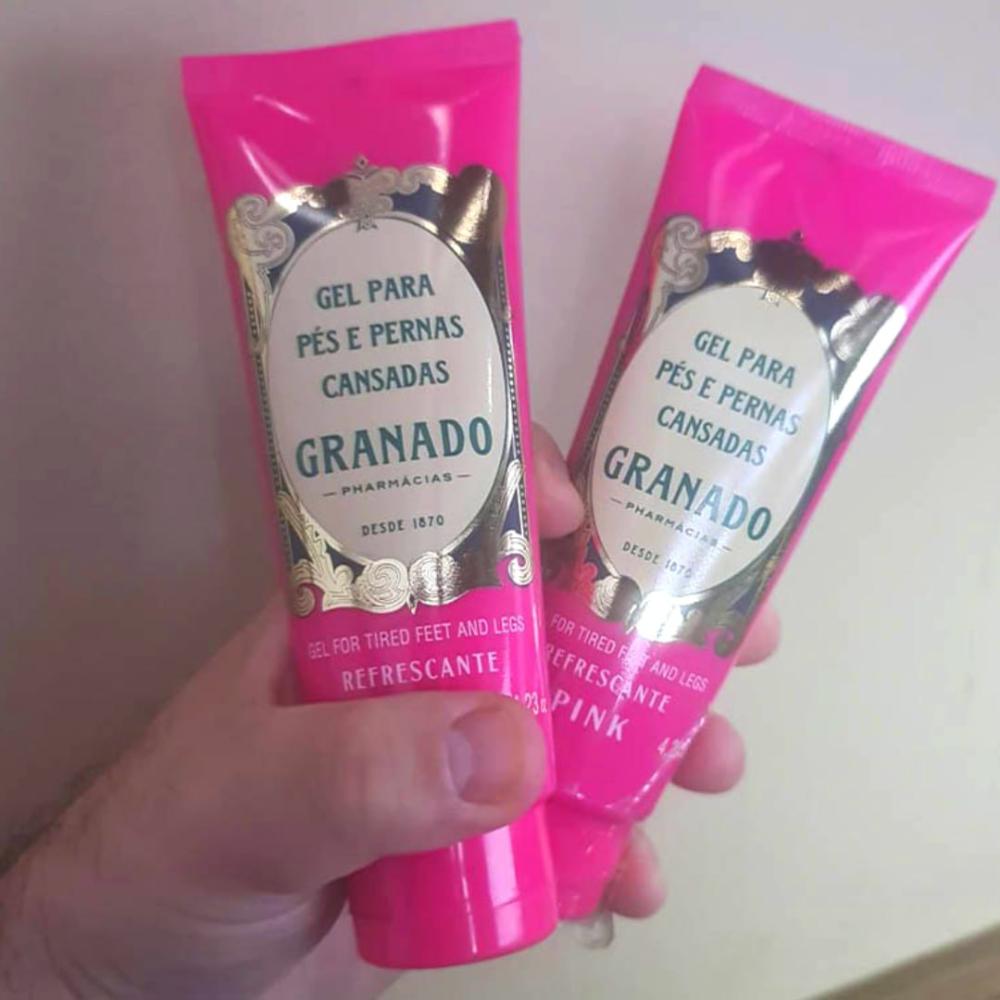 GEL PARA
PÉS E PERNAS
CANSADAS
GRANADO
PHARMÁCIAS
DESDE 1870
GEL FOR TIRED FEET AND LEGS
REFRESCANTE
GEL PARA
PÉS E PERNAS
CANSADAS
GRANADO
PHARMÁCIAS
DESDE 1870
FOR TIRED FEET AND LEGS
REFRESCANTE
PINK